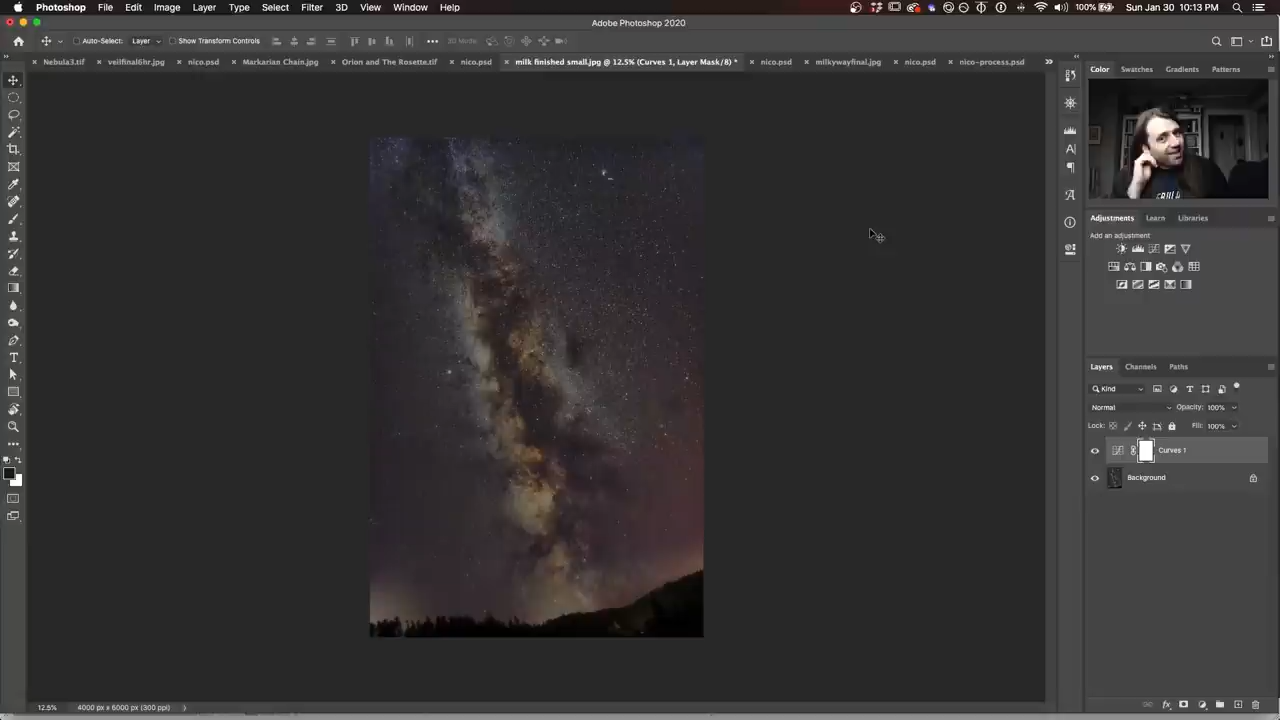 Photoshop File Edit Image Layer Type Select Filter 3D View Window Help 100% Sun Jan 30 10:13 PM
Adobe Photoshop 2020
Auto-Select: Layer Show Transform Controls 3D Mode:
Nebula3.tif veilfinal6hr.jpg nico.psd Markarian Chain.jpg Orion and The Rosette.tif nico.psd milk finished small.jpg @ 12.5% (Curves 1, Layer Mask/8) * nico.psd milkywayfinal.jpg nico.psd nico-process.psd
Color Swatches Gradients Patterns
Adjustments Learn Libraries
Add an adjustment
Layers Channels Paths
Kind
Normal Opacity: 100%
Lock: Fill: 100%
Curves 1
Background
12.5% 4000 px x 6000 px (300 ppi)